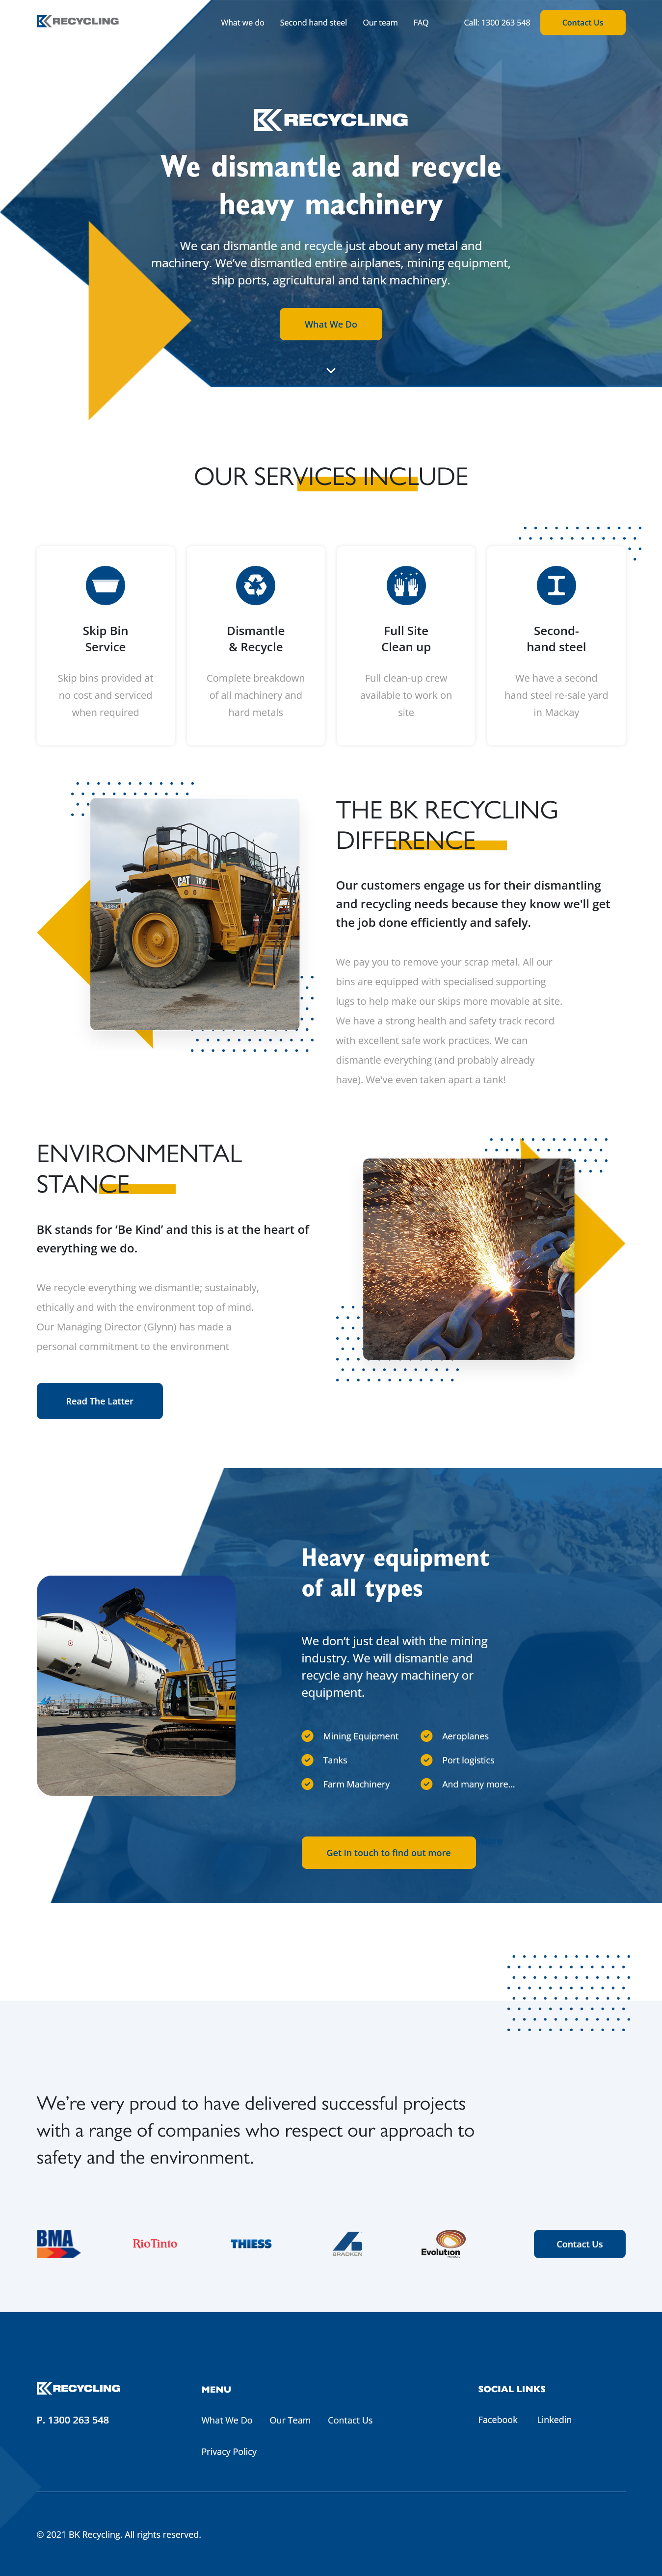 RECYCLING
What we do
Second hand steel
Our team
FAQ
Call: 1300 263 548
Contact Us
RECYCLING
We dismantle and recycle
heavy machinery
We can dismantle and recycle just about any metal and
machinery. We’ve dismantled entire airplanes, mining equipment,
ship ports, agricultural and tank machinery.
What We Do
OUR SERVICES INCLUDE
Skip Bin
Service
Skip bins provided at
no cost and serviced
when required
Dismantle
& Recycle
Complete breakdown
of all machinery and
hard metals
Full Site
Clean up
Full clean-up crew
available to work on
site
Second-
hand steel
We have a second
hand steel re-sale yard
in Mackay
CAT
THE BK RECYCLING
DIFFERENCE
Our customers engage us for their dismantling
and recycling needs because they know we'll get
the job done efficiently and safely.
We pay you to remove your scrap metal. All our
bins are equipped with specialised supporting
lugs to help make our skips more movable at site.
We have a strong health and safety track record
with excellent safe work practices. We can
dismantle everything (and probably already
have). We've even taken apart a tank!
ENVIRONMENTAL
STANCE
BK stands for ‘Be Kind’ and this is at the heart of
everything we do.
We recycle everything we dismantle; sustainably,
ethically and with the environment top of mind.
Our Managing Director (Glynn) has made a
personal commitment to the environment
Read The Latter
Heavy equipment
of all types
We don’t just deal with the mining
industry. We will dismantle and
recycle any heavy machinery or
equipment.
Mining Equipment
Aeroplanes
Tanks
Port logistics
Farm Machinery
And many more...
Get in touch to find out more
We’re very proud to have delivered successful projects
with a range of companies who respect our approach to
safety and the environment.
BMA
RioTinto
THIESS
BRADKEN
Evolution
Contact Us
RECYCLING
P. 1300 263 548
MENU
What We Do
Our Team
Contact Us
Privacy Policy
SOCIAL LINKS
Facebook
Linkedin
© 2021 BK Recycling. All rights reserved.